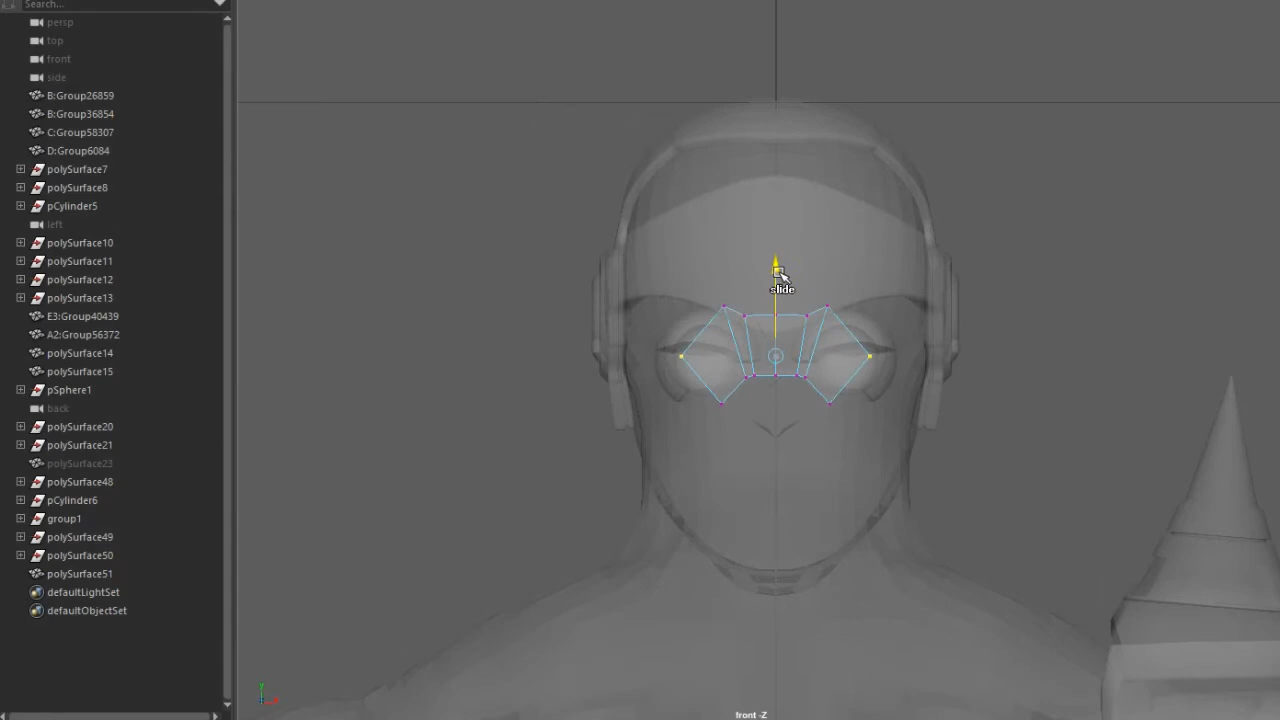 Search...
persp
top
front
side
B:Group26859
B:Group36854
C:Group58307
D:Group6084
polySurface7
polySurface8
pCylinder5
left
polySurface10
polySurface11
polySurface12
polySurface13
E3:Group40439
A2:Group56372
polySurface14
polySurface15
pSphere1
back
polySurface20
polySurface21
polySurface23
polySurface48
pCylinder6
group1
polySurface49
polySurface50
polySurface51
defaultLightSet
defaultObjectSet
slide
y
front -Z